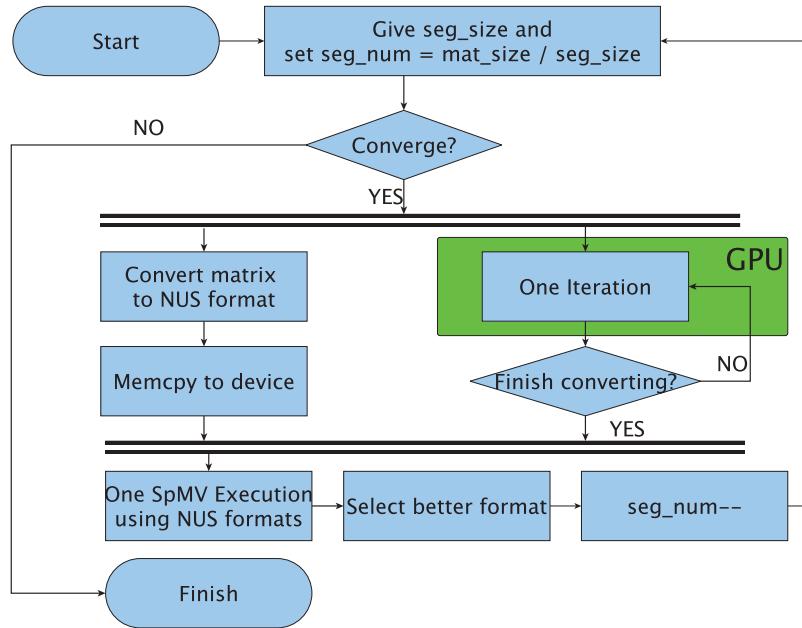 Start
Give seg_size and
set seg_num = mat_size / seg_size
NO
Converge?
YES
GPU
Convert matrix
to NUS format
One Iteration
Memcpy to device
Finish converting?
NO
YES
One SpMV Execution
using NUS formats
Select better format
seg_num--
Finish